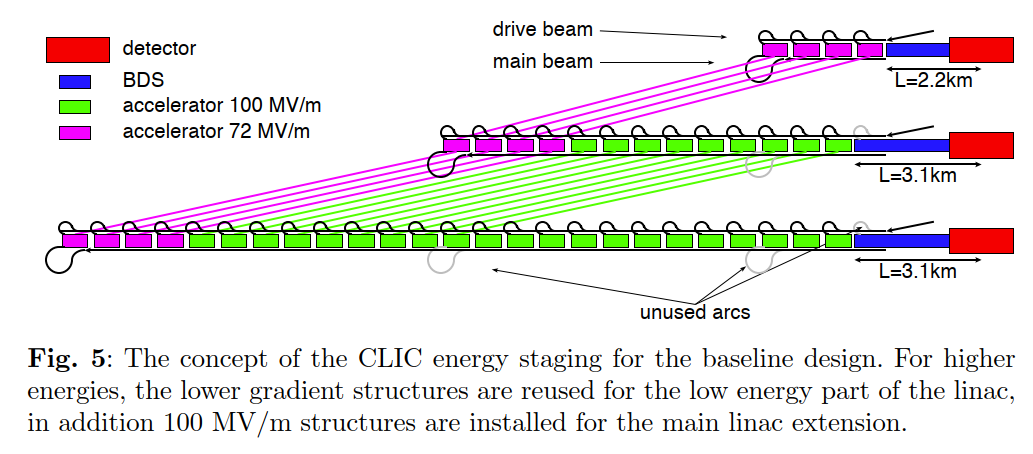 drive beam
main beam
detector
BDS
accelerator 100 MV/m
accelerator 72 MV/m
L=2.2km
L=3.1km
L=3.1km
unused arcs
Fig. 5: The concept of the CLIC energy staging for the baseline design. For higher
energies, the lower gradient structures are reused for the low energy part of the linac,
in addition 100 MV/m structures are installed for the main linac extension.